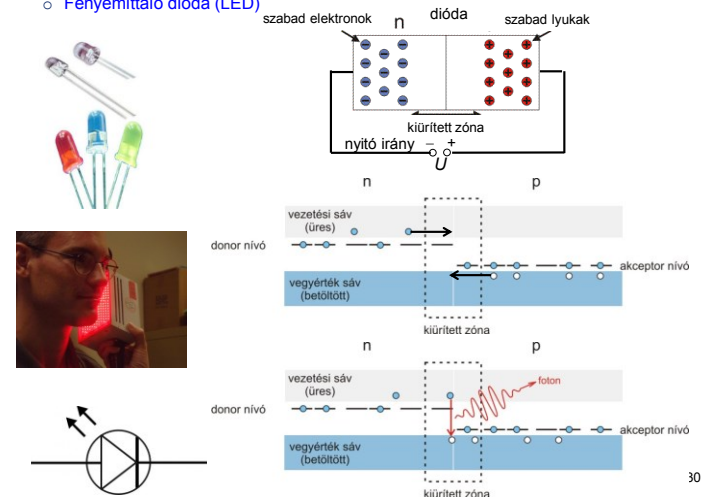 ○ Fényemittáló dióda (LED)
szabad elektronok
n
dióda
szabad lyukak
kiürített zóna
nyitó irány
− +
U
n
p
vezetési sáv
(üres)
donor nívó
akceptor nívó
vegyérték sáv
(betöltött)
kiürített zóna
n
p
vezetési sáv
(üres)
foton
donor nívó
akceptor nívó
vegyérték sáv
(betöltött)
kiürített zóna
30